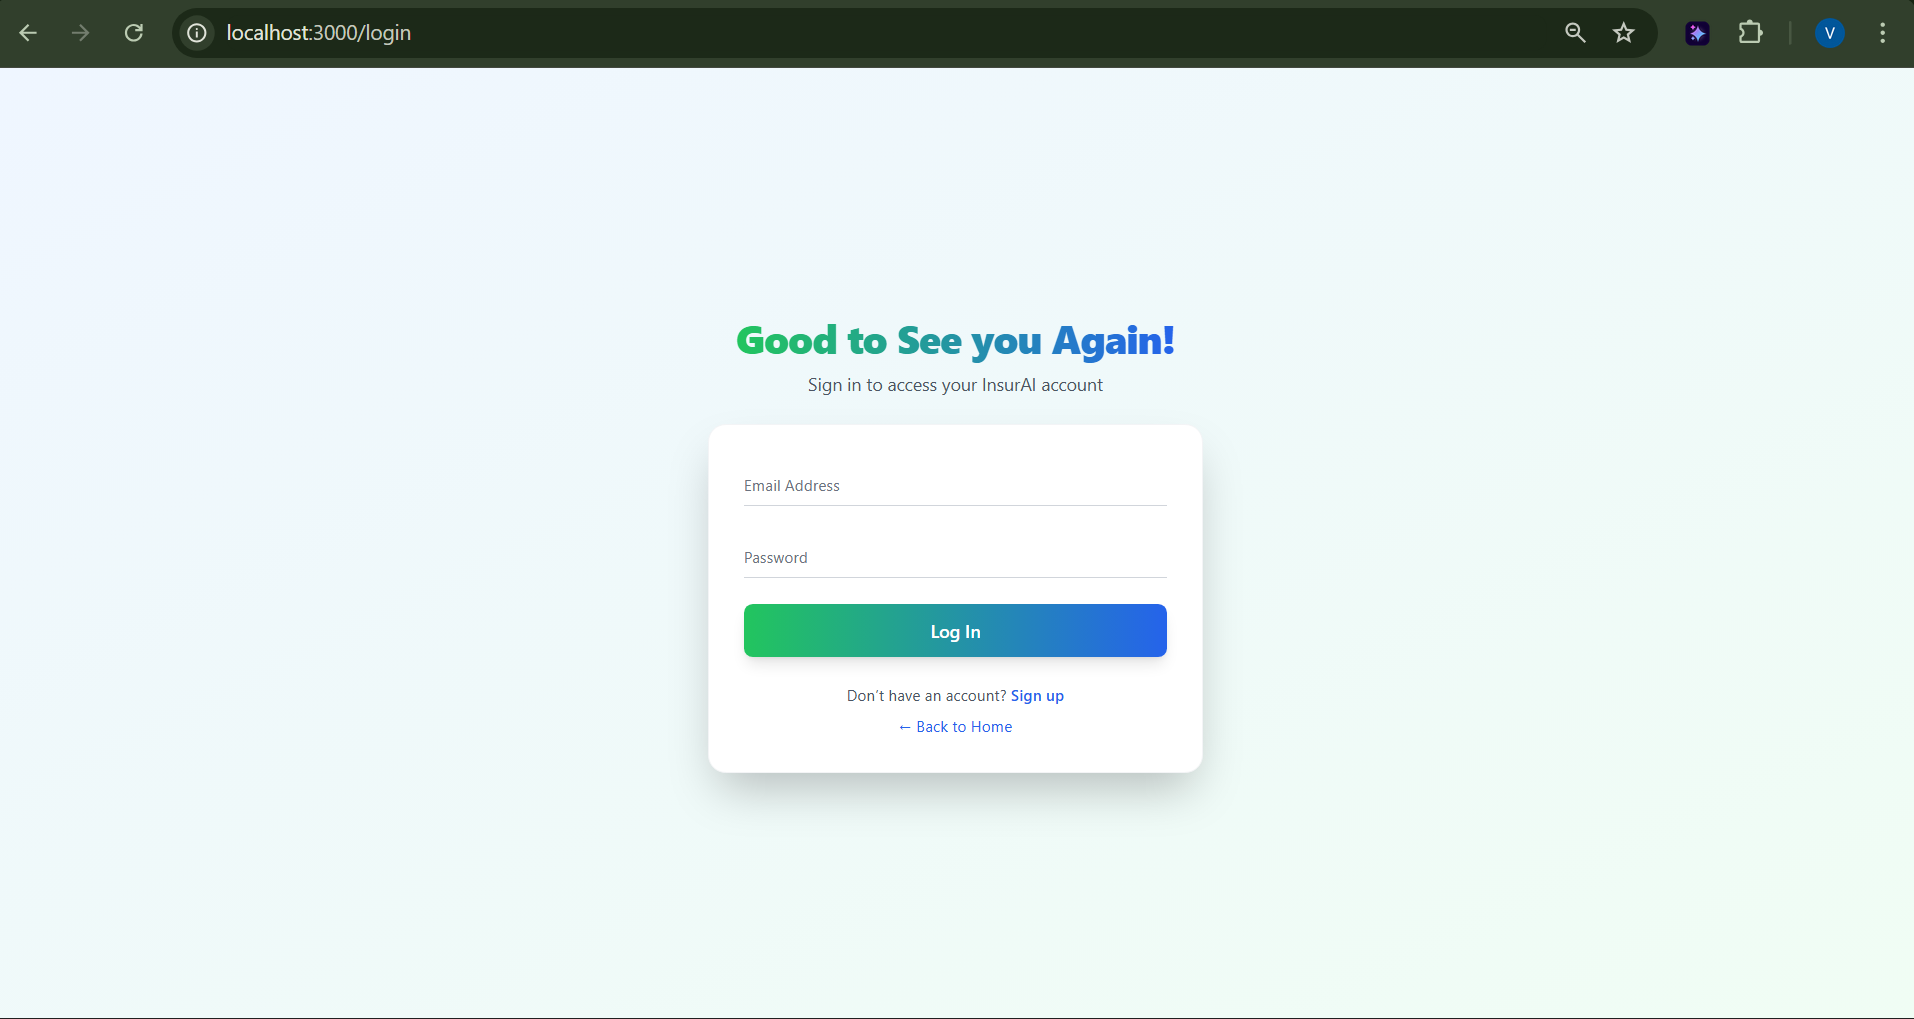 localhost:3000/login
V
Good to See you Again!
Sign in to access your InsurAI account
Email Address
Password
Log In
Don’t have an account? Sign up
← Back to Home